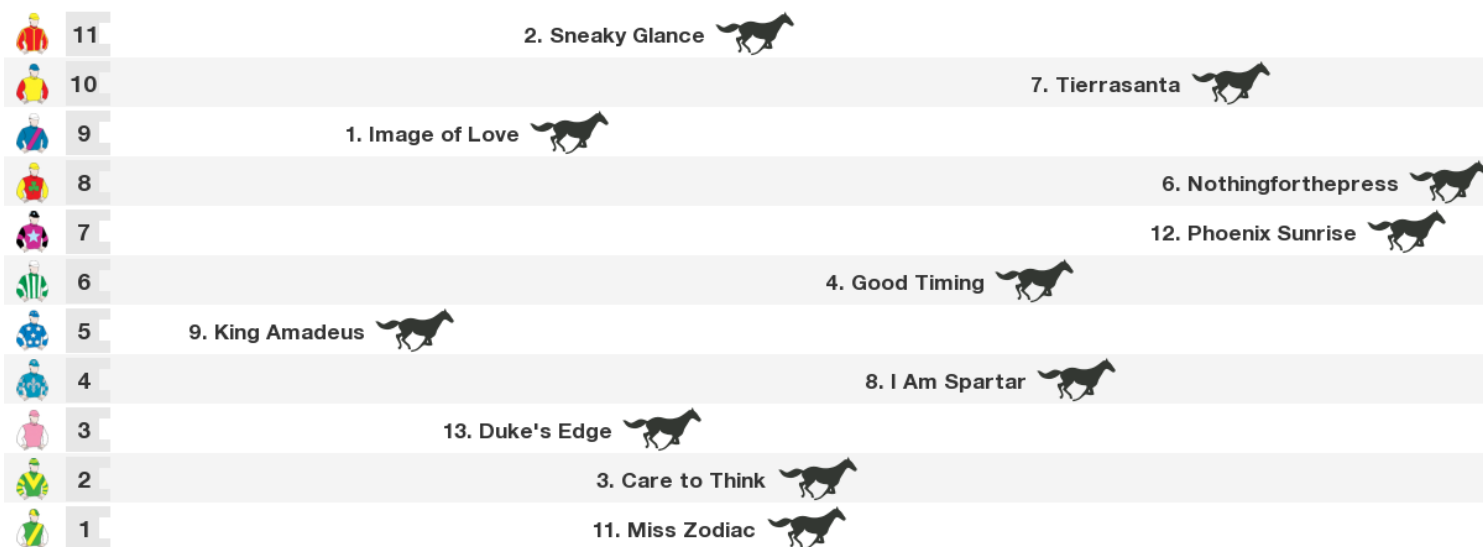 11 2. Sneaky Glance
10 7. Tierrasanta
9 1. Image of Love
8 6. Nothingforthepress
7 12. Phoenix Sunrise
6 4. Good Timing
5 9. King Amadeus
4 8. I Am Spartar
3 13. Duke's Edge
2 3. Care to Think
1 11. Miss Zodiac